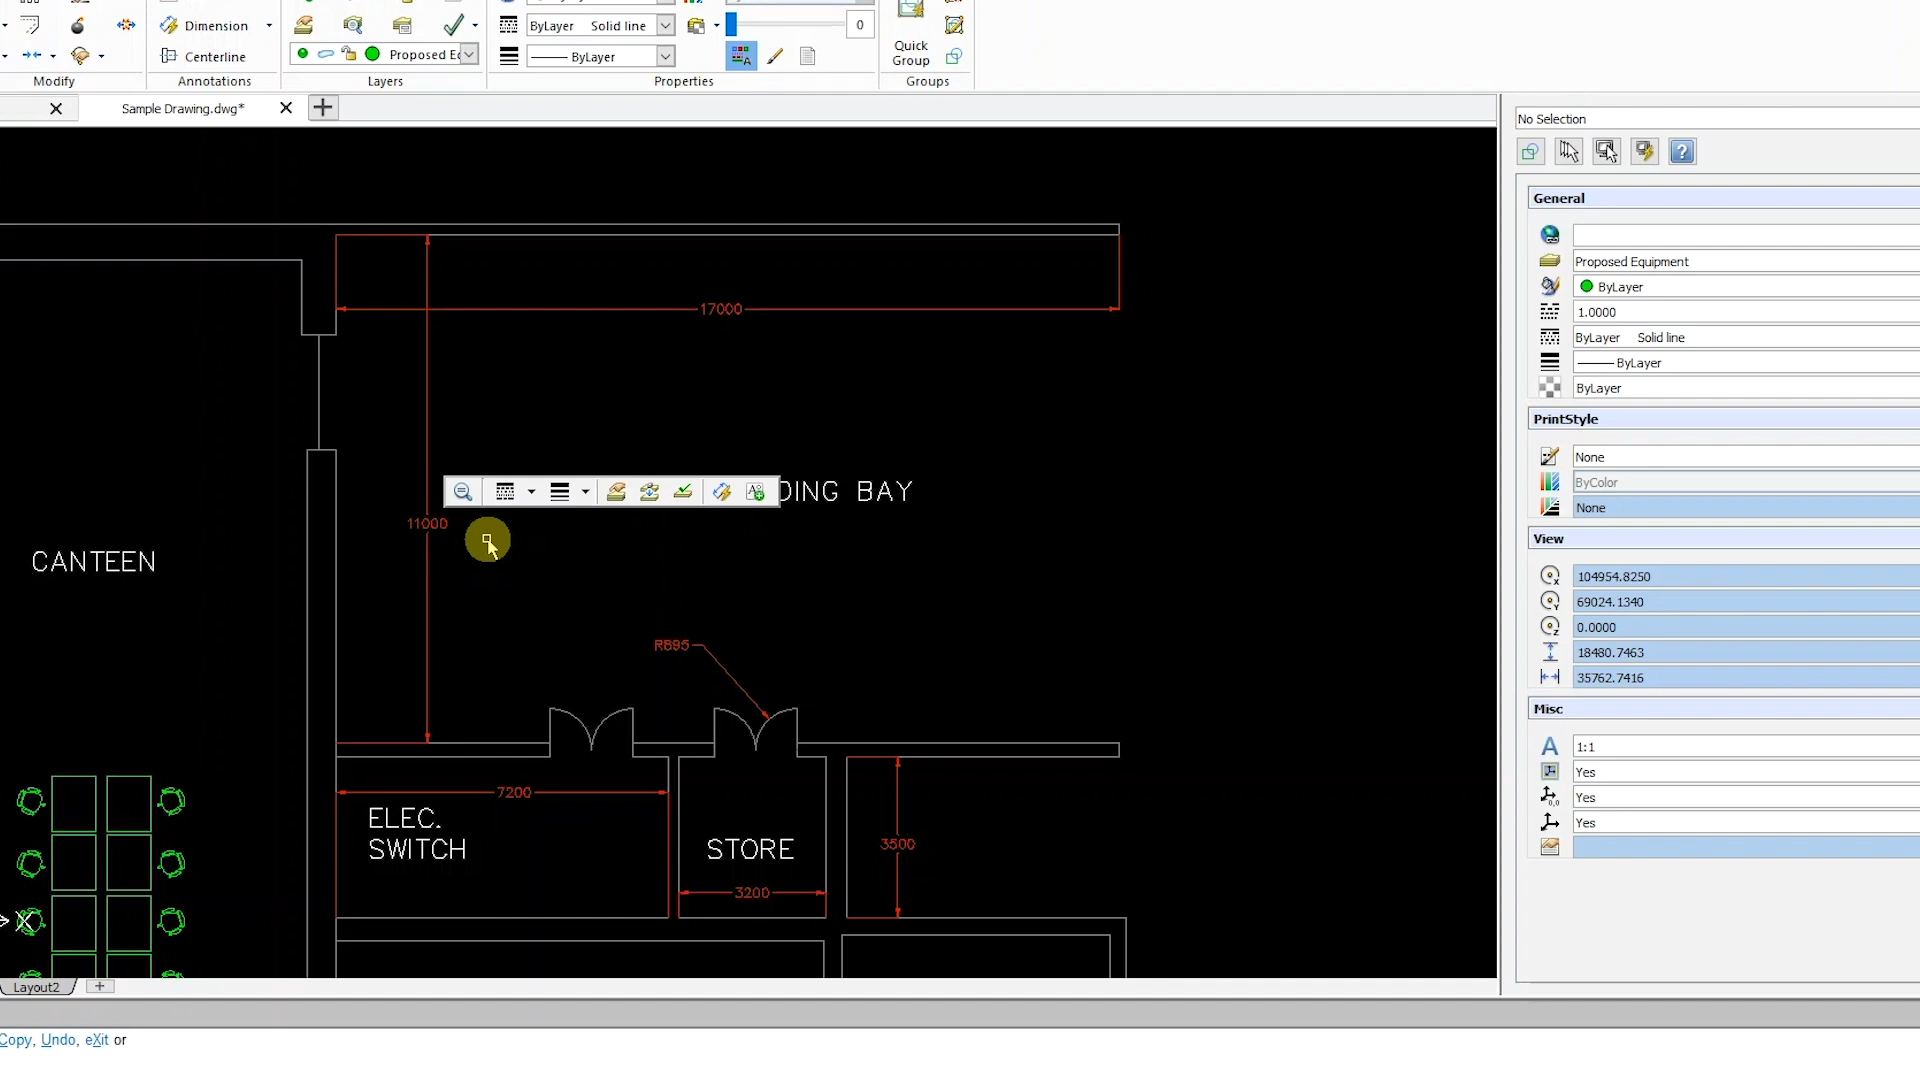 Dimension
ByLayer Solid line
0
Centerline
Proposed Ec
ByLayer
Quick
Group
Modify
Annotations
Layers
Properties
Groups
Sample Drawing.dwg*
No Selection
General
Proposed Equipment
ByLayer
1.0000
ByLayer Solid line
ByLayer
ByLayer
PrintStyle
None
ByColor
None
View
104954.8250
69024.1340
0.0000
18480.7463
35762.7416
Misc
1:1
Yes
Yes
Yes
17000
DING BAY
11000
CANTEEN
R895
7200
ELEC.
SWITCH
STORE
3500
3200
X
Layout2
Copy, Undo, eXit or